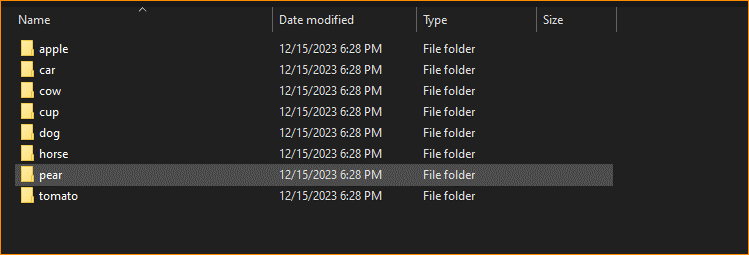 Name Date modified Type Size
apple 12/15/2023 6:28 PM File folder
car 12/15/2023 6:28 PM File folder
cow 12/15/2023 6:28 PM File folder
cup 12/15/2023 6:28 PM File folder
dog 12/15/2023 6:28 PM File folder
horse 12/15/2023 6:28 PM File folder
pear 12/15/2023 6:28 PM File folder
tomato 12/15/2023 6:28 PM File folder